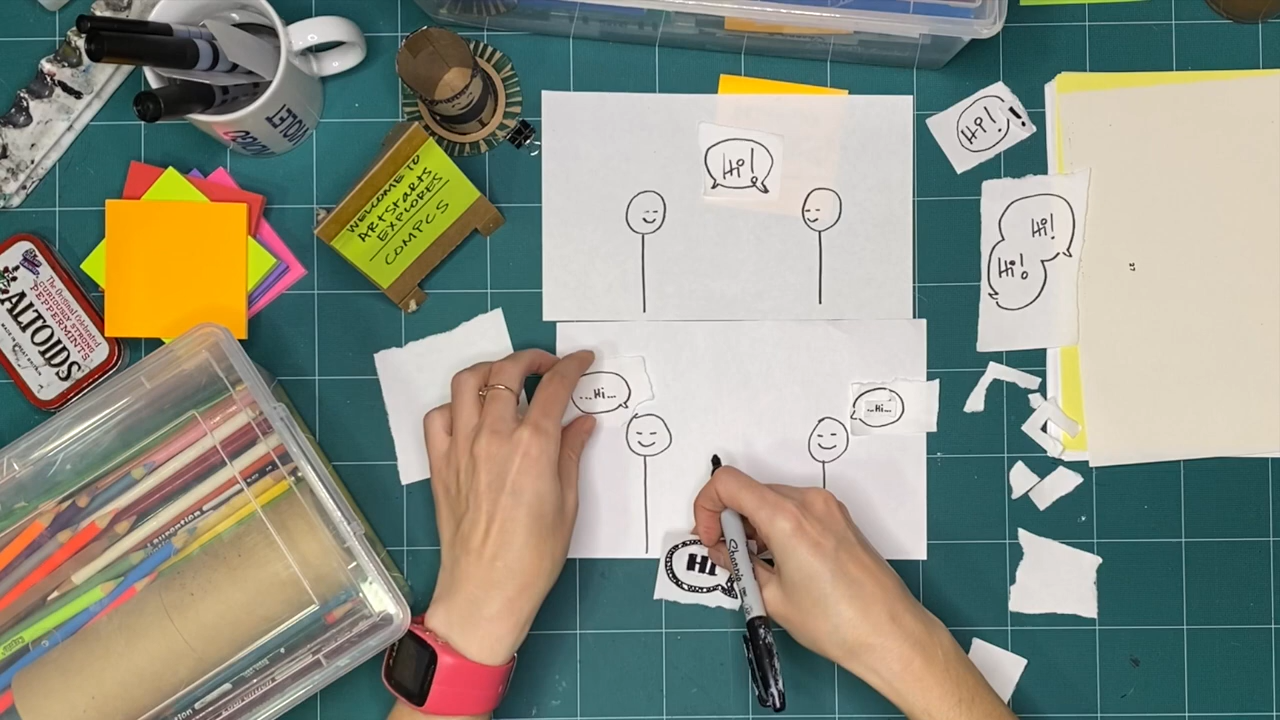 WELCOME TO
ARTSTARTS
EXPLORES
COMPCS
The Original Celebrated
CURIOUSLY STRONG
PEPPERMINTS
ALTOIDS
VIOLET
Hi!
Hi!
Hi!
Hi!
...Hi...
...Hi...
HI
Sharpie